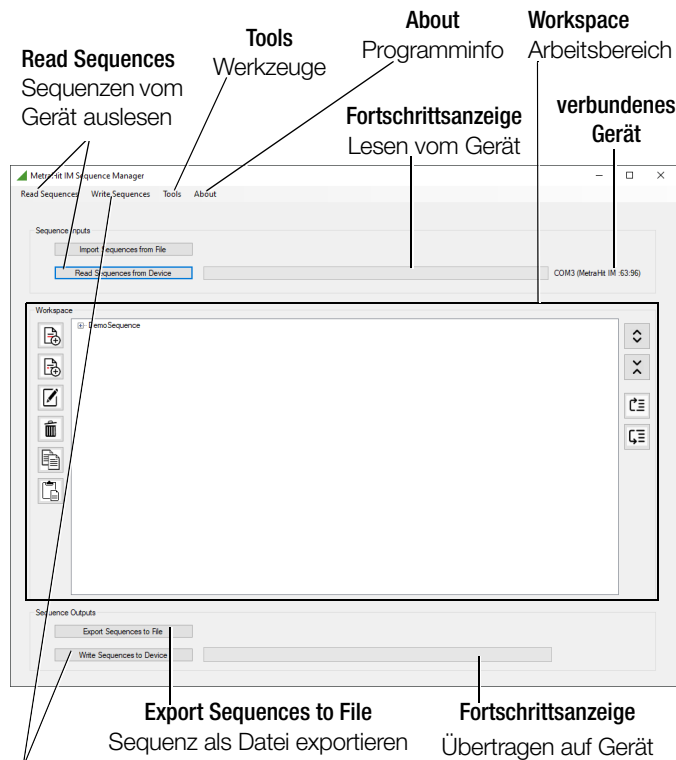 About
Programminfo
Workspace
Arbeitsbereich
Tools
Werkzeuge
Read Sequences
Sequenzen vom
Gerät auslesen
Fortschrittsanzeige
Lesen vom Gerät
verbundenes
Gerät
MetraHit IM Sequence Manager
Read Sequences Write Sequences Tools About
Sequence Inputs
Import Sequences from File
Read Sequences from Device
COM3 (MetraHit IM :63:96)
Workspace
DemoSequence
Sequence Outputs
Export Sequences to File
Write Sequences to Device
Export Sequences to File
Sequenz als Datei exportieren
Fortschrittsanzeige
Übertragen auf Gerät